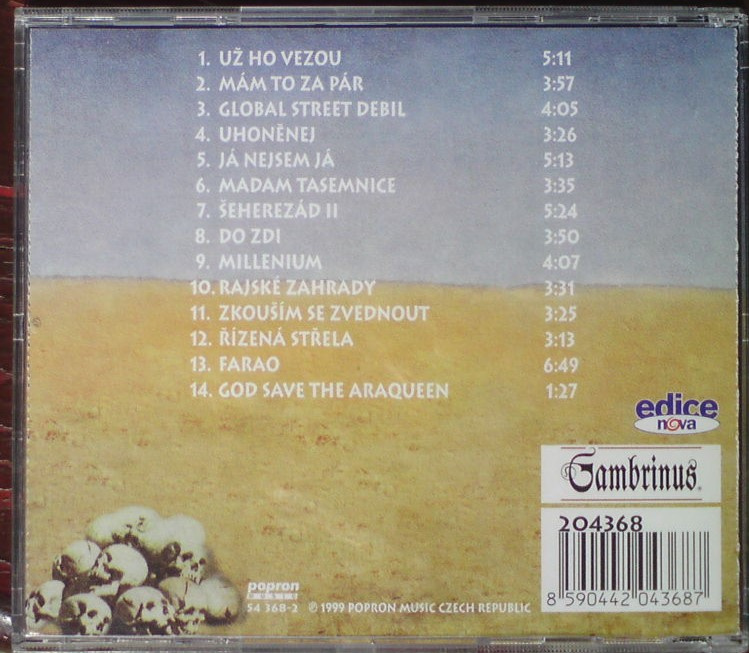 1. UŽ HO VEZOU 5:11
2. MÁM TO ZA PÁR 3:57
3. GLOBAL STREET DEBIL 4:05
4. UHONĚNEJ 3:26
5. JÁ NEJSEM JÁ 5:13
6. MADAM TASEMNICE 3:35
7. ŠEHEREZÁD II 5:24
8. DO ZDI 3:50
9. MILLENIUM 4:07
10. RAJSKÉ ZAHRADY 3:31
11. ZKOUŠÍM SE ZVEDNOUT 3:25
12. ŘÍZENÁ STŘELA 3:13
13. FARAO 6:49
14. GOD SAVE THE ARAQUEEN 1:27
edice
nova
Gambrinus®
204368
8 590442 043687
popron
MUSIC
54 368-2 ℗ 1999 POPRON MUSIC CZECH REPUBLIC